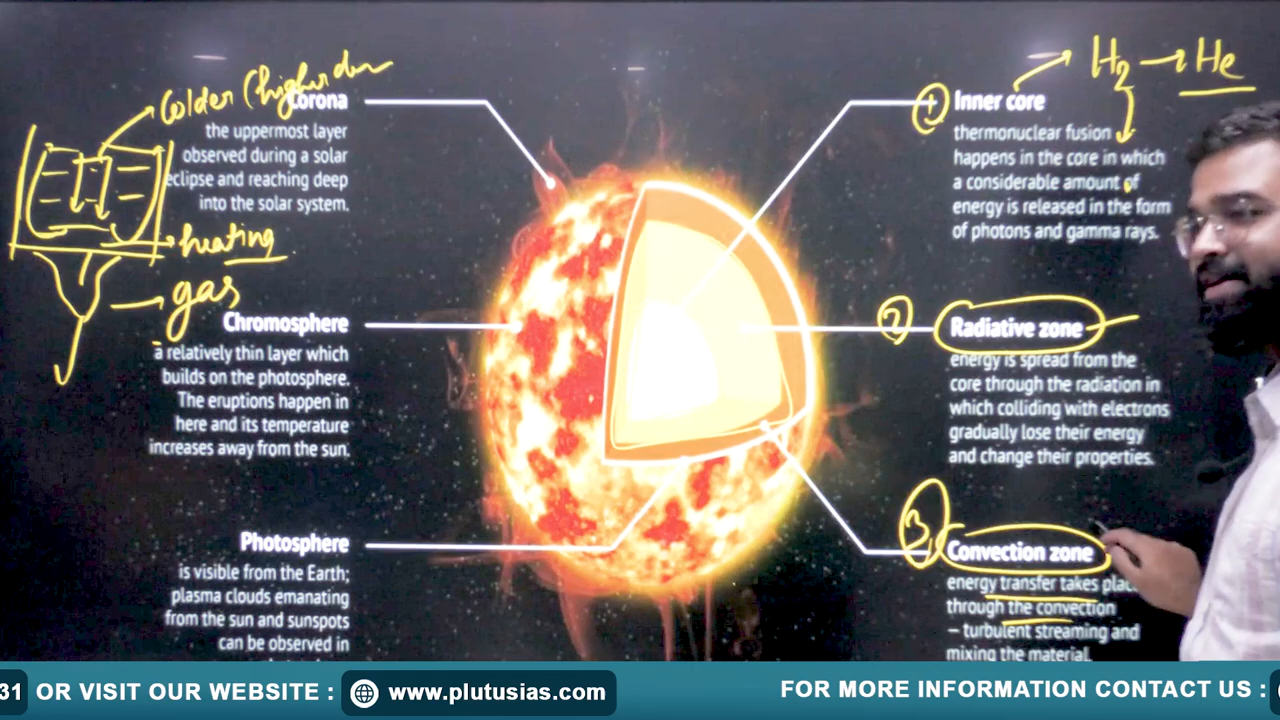 Colder (higher den
Corona
the uppermost layer
observed during a solar
eclipse and reaching deep
into the solar system.
heating
gas
Chromosphere
a relatively thin layer which
builds on the photosphere.
The eruptions happen in
here and its temperature
increases away from the sun.
Photosphere
is visible from the Earth;
plasma clouds emanating
from the sun and sunspots
can be observed in
H2 → He
① Inner core
thermonuclear fusion
happens in the core in which
a considerable amount of
energy is released in the form
of photons and gamma rays.
② Radiative zone
energy is spread from the
core through the radiation in
which colliding with electrons
gradually lose their energy
and change their properties.
③ Convection zone
energy transfer takes plac
through the convection
– turbulent streaming and
mixing the material.
31 OR VISIT OUR WEBSITE : www.plutusias.com FOR MORE INFORMATION CONTACT US :